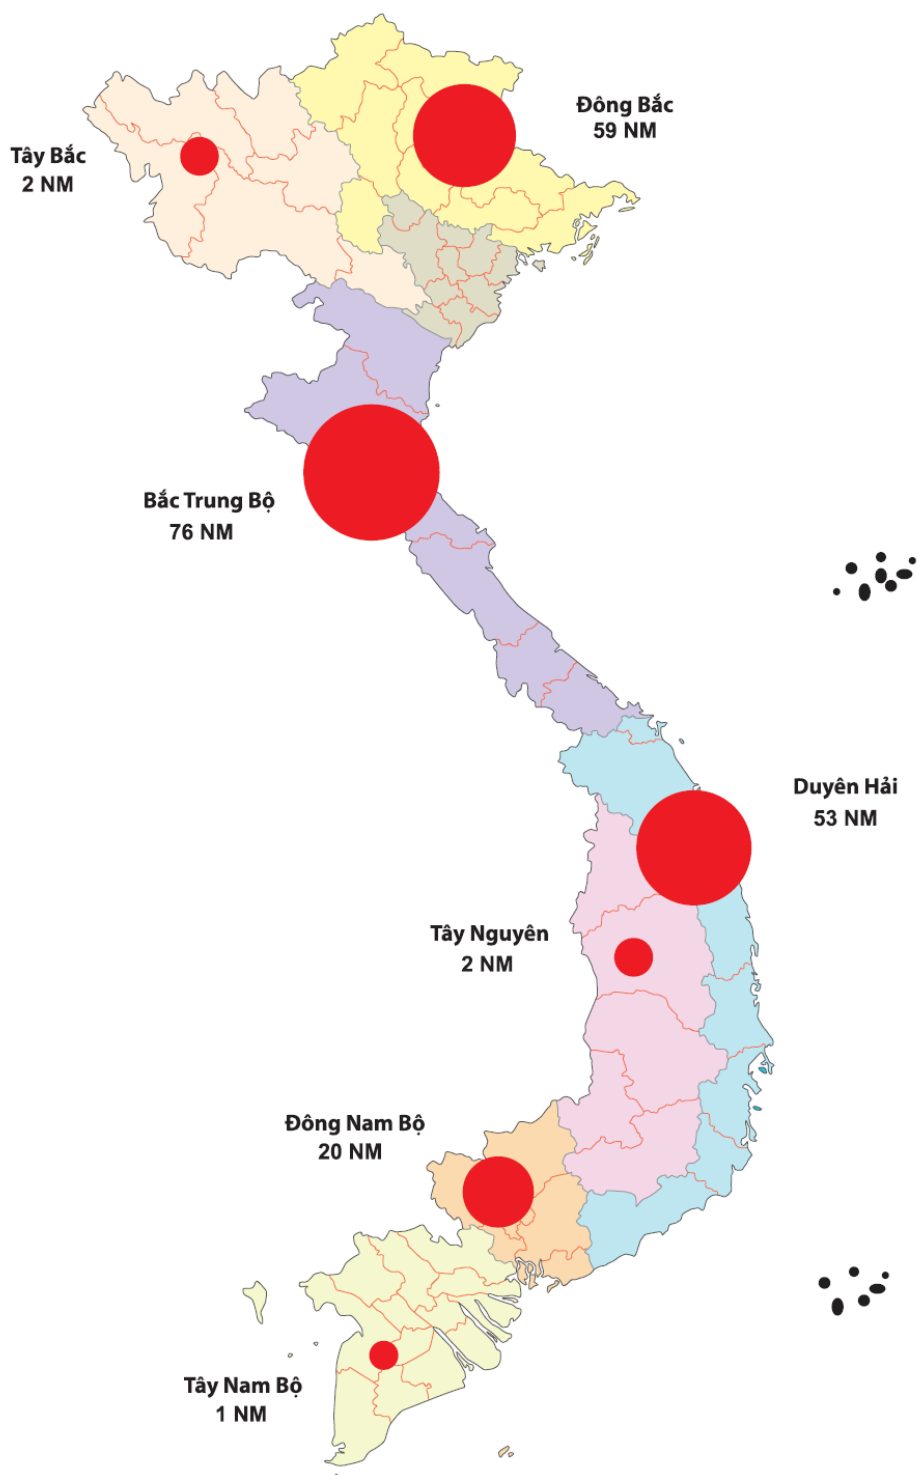 Đông Bắc
59 NM
Tây Bắc
2 NM
Bắc Trung Bộ
76 NM
Duyên Hải
53 NM
Tây Nguyên
2 NM
Đông Nam Bộ
20 NM
Tây Nam Bộ
1 NM